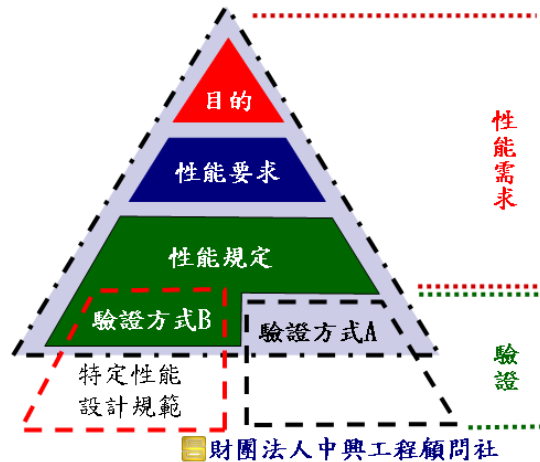 目的
性能要求
性能規定
驗證方式B
驗證方式A
特定性能
設計規範
性能需求
驗證
財團法人中興工程顧問社